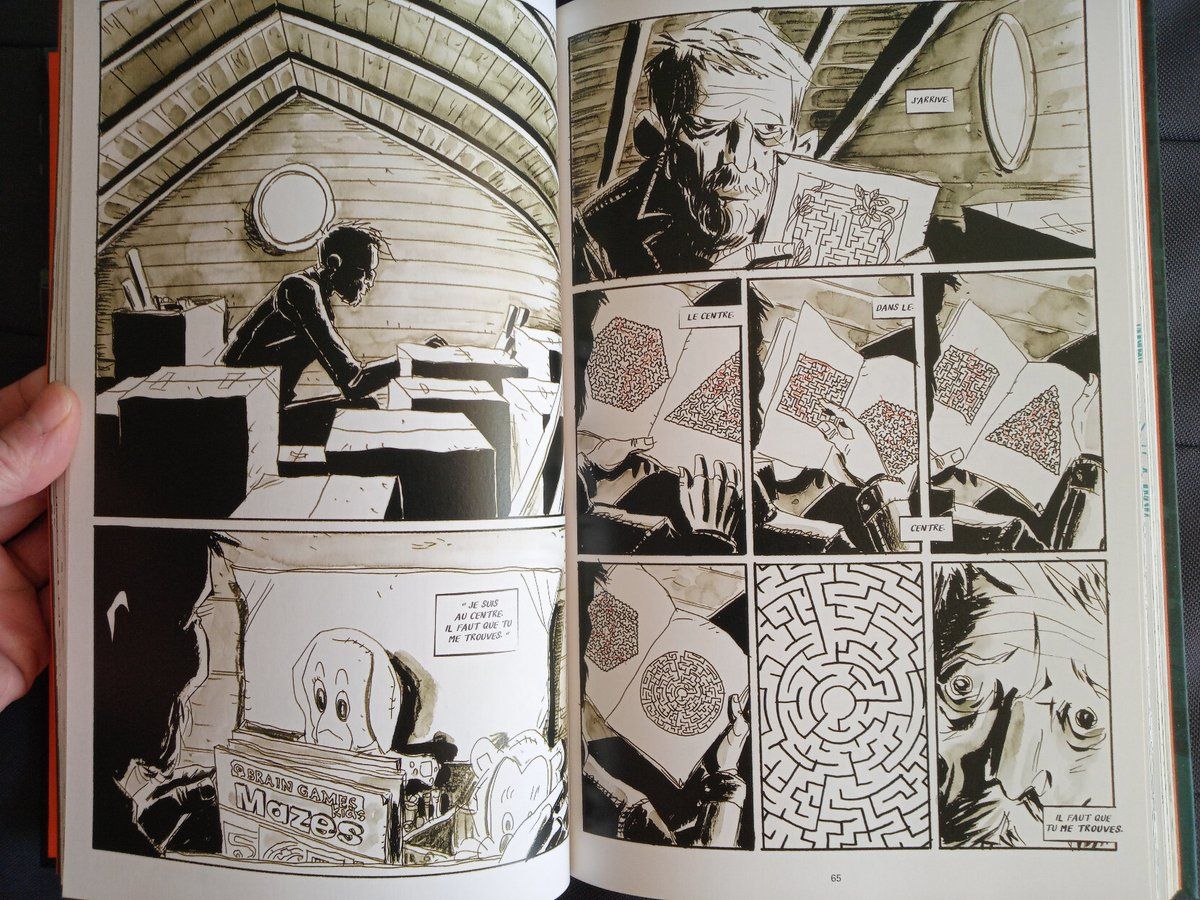 "JE SUIS
AU CENTRE.
IL FAUT QUE TU
ME TROUVES."
BRAIN GAMES
KIDS
Mazes
J'ARRIVE.
LE CENTRE.
DANS LE
CENTRE.
IL FAUT QUE
TU ME TROUVES.
65